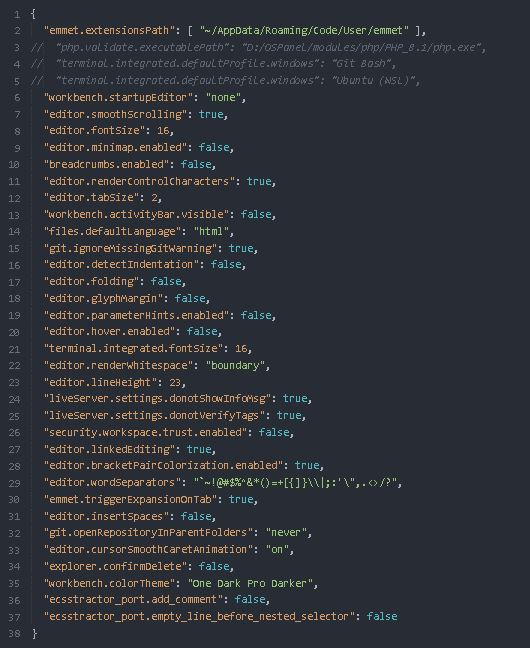 1 {
2 "emmet.extensionsPath": [ "~/AppData/Roaming/Code/User/emmet" ],
3 // "php.validate.executablePath": "D:/OSPanel/modules/php/PHP_8.1/php.exe",
4 // "terminal.integrated.defaultProfile.windows": "Git Bash",
5 // "terminal.integrated.defaultProfile.windows": "Ubuntu (WSL)",
6 "workbench.startupEditor": "none",
7 "editor.smoothScrolling": true,
8 "editor.fontSize": 16,
9 "editor.minimap.enabled": false,
10 "breadcrumbs.enabled": false,
11 "editor.renderControlCharacters": true,
12 "editor.tabSize": 2,
13 "workbench.activityBar.visible": false,
14 "files.defaultLanguage": "html",
15 "git.ignoreMissingGitWarning": true,
16 "editor.detectIndentation": false,
17 "editor.folding": false,
18 "editor.glyphMargin": false,
19 "editor.parameterHints.enabled": false,
20 "editor.hover.enabled": false,
21 "terminal.integrated.fontSize": 16,
22 "editor.renderWhitespace": "boundary",
23 "editor.lineHeight": 23,
24 "liveServer.settings.donotShowInfoMsg": true,
25 "liveServer.settings.donotVerifyTags": true,
26 "security.workspace.trust.enabled": false,
27 "editor.linkedEditing": true,
28 "editor.bracketPairColorization.enabled": true,
29 "editor.wordSeparators": "`~!@#$%^&*()=+[{]}\\|;:'\",.<>/?",
30 "emmet.triggerExpansionOnTab": true,
31 "editor.insertSpaces": false,
32 "git.openRepositoryInParentFolders": "never",
33 "editor.cursorSmoothCaretAnimation": "on",
34 "explorer.confirmDelete": false,
35 "workbench.colorTheme": "One Dark Pro Darker",
36 "ecsstractor_port.add_comment": false,
37 "ecsstractor_port.empty_line_before_nested_selector": false
38 }